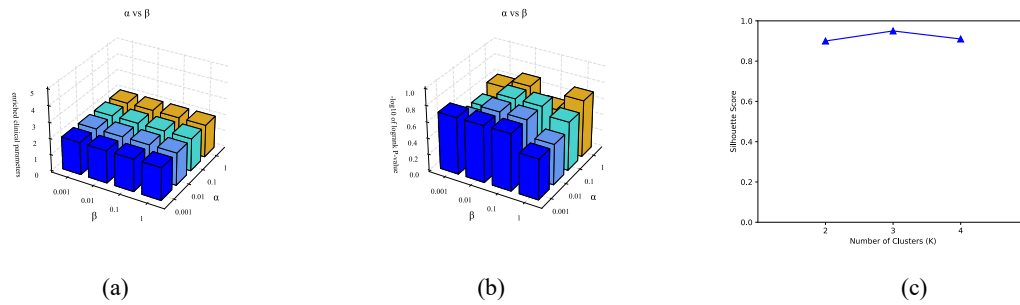 α vs β
5
4
3
2
1
0
enriched clinical parameters
0.001
0.01
0.1
1
β
0.001
0.01
0.1
1
α
(a)
α vs β
1.0
0.8
0.6
0.4
0.2
0.0
-log10 of logrank P-value
0.001
0.01
0.1
1
β
0.001
0.01
0.1
1
α
(b)
1.0
0.8
0.6
0.4
0.2
0.0
Silhouette Score
2
3
4
Number of Clusters (K)
(c)